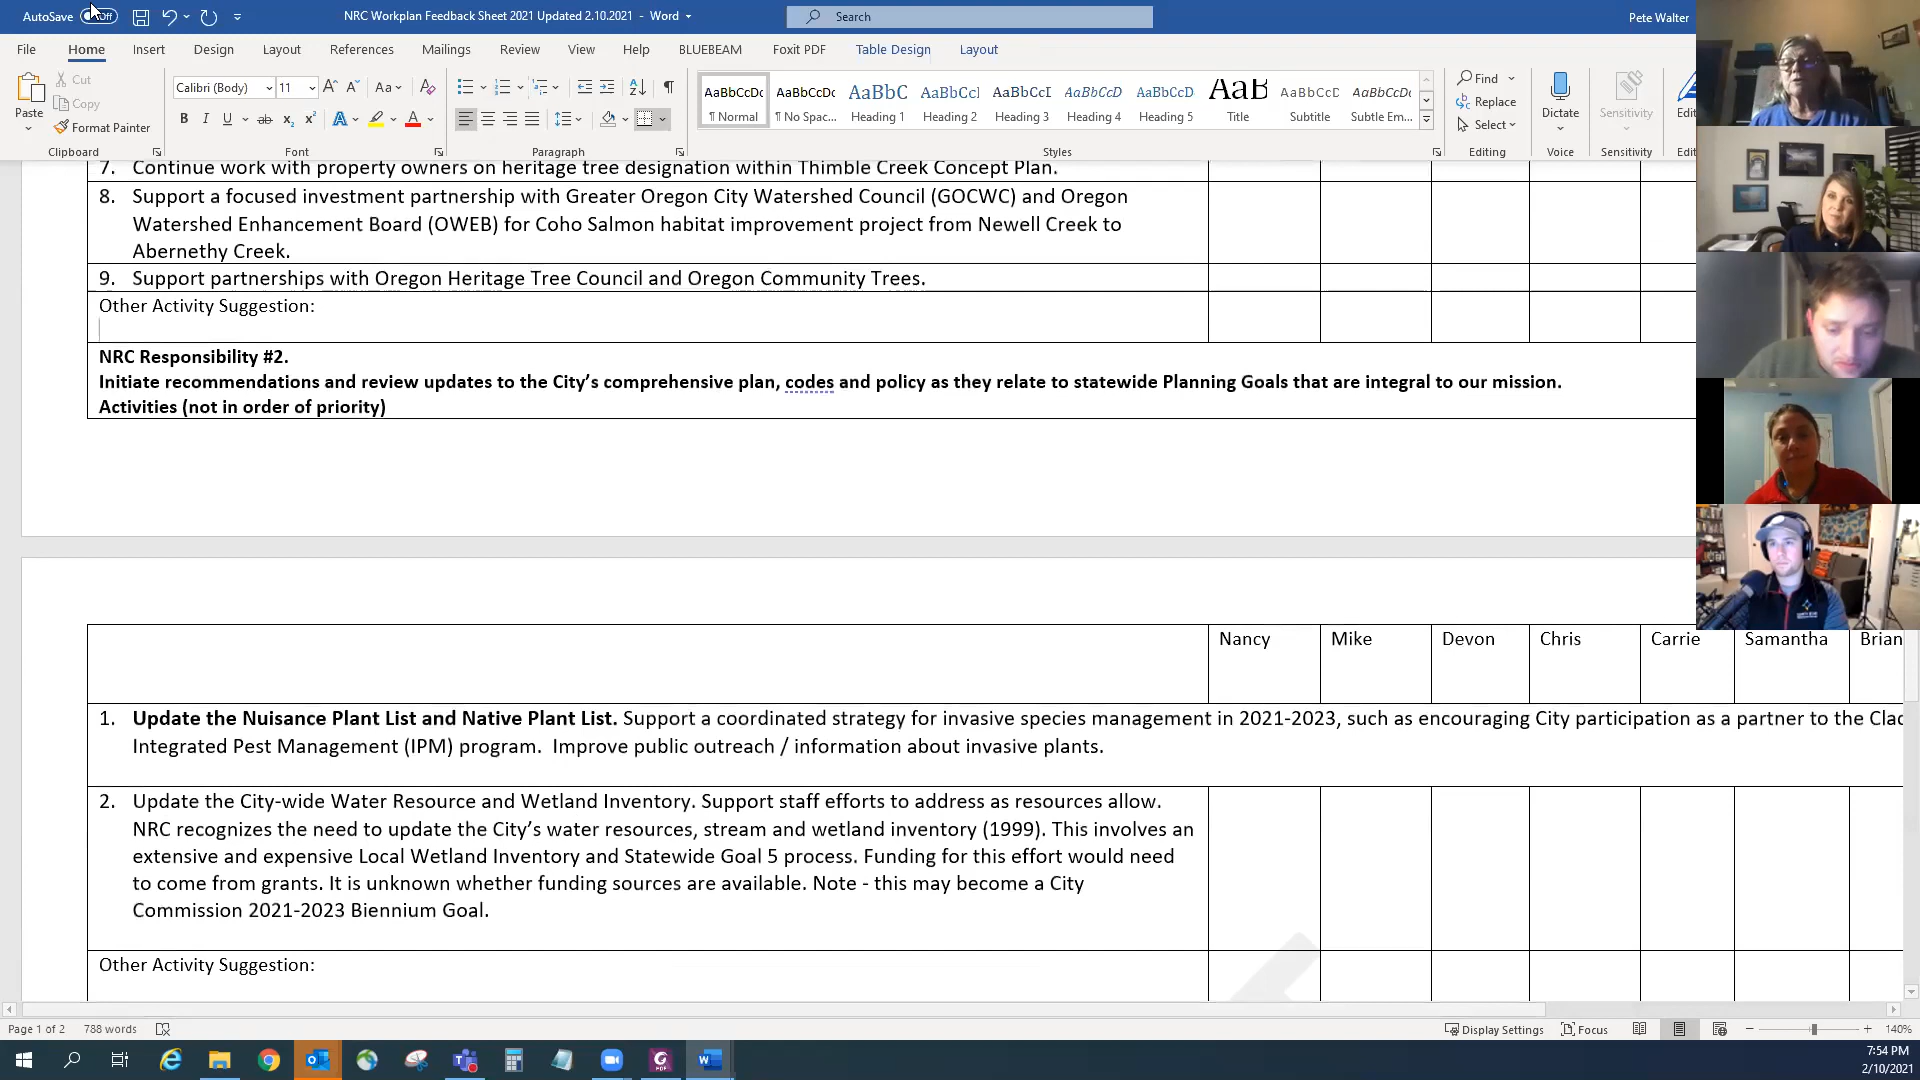 AutoSave Off NRC Workplan Feedback Sheet 2021 Updated 2.10.2021 - Word Search Pete Walter
File Home Insert Design Layout References Mailings Review View Help BLUEBEAM Foxit PDF Table Design Layout
Paste Cut Copy Format Painter
Calibri (Body) 11
AaBbCcDc AaBbCcDc AaBbC AaBbCcI AaBbCcI AaBbCcD AaBbCcD AaB AaBbCcD AaBbCcDc
¶ Normal ¶ No Spac... Heading 1 Heading 2 Heading 3 Heading 4 Heading 5 Title Subtitle Subtle Em...
Find Replace Select Dictate Sensitivity
Clipboard Font Paragraph Styles Editing Voice Sensitivity
7. Continue work with property owners on heritage tree designation within Thimble Creek Concept Plan.
8. Support a focused investment partnership with Greater Oregon City Watershed Council (GOCWC) and Oregon
Watershed Enhancement Board (OWEB) for Coho Salmon habitat improvement project from Newell Creek to
Abernethy Creek.
9. Support partnerships with Oregon Heritage Tree Council and Oregon Community Trees.
Other Activity Suggestion:
NRC Responsibility #2.
Initiate recommendations and review updates to the City’s comprehensive plan, codes and policy as they relate to statewide Planning Goals that are integral to our mission.
Activities (not in order of priority)
Nancy Mike Devon Chris Carrie Samantha Brian
1. Update the Nuisance Plant List and Native Plant List. Support a coordinated strategy for invasive species management in 2021-2023, such as encouraging City participation as a partner to the Clac
Integrated Pest Management (IPM) program. Improve public outreach / information about invasive plants.
2. Update the City-wide Water Resource and Wetland Inventory. Support staff efforts to address as resources allow.
NRC recognizes the need to update the City’s water resources, stream and wetland inventory (1999). This involves an
extensive and expensive Local Wetland Inventory and Statewide Goal 5 process. Funding for this effort would need
to come from grants. It is unknown whether funding sources are available. Note - this may become a City
Commission 2021-2023 Biennium Goal.
Other Activity Suggestion:
Page 1 of 2 788 words Display Settings Focus 140%
7:54 PM
2/10/2021